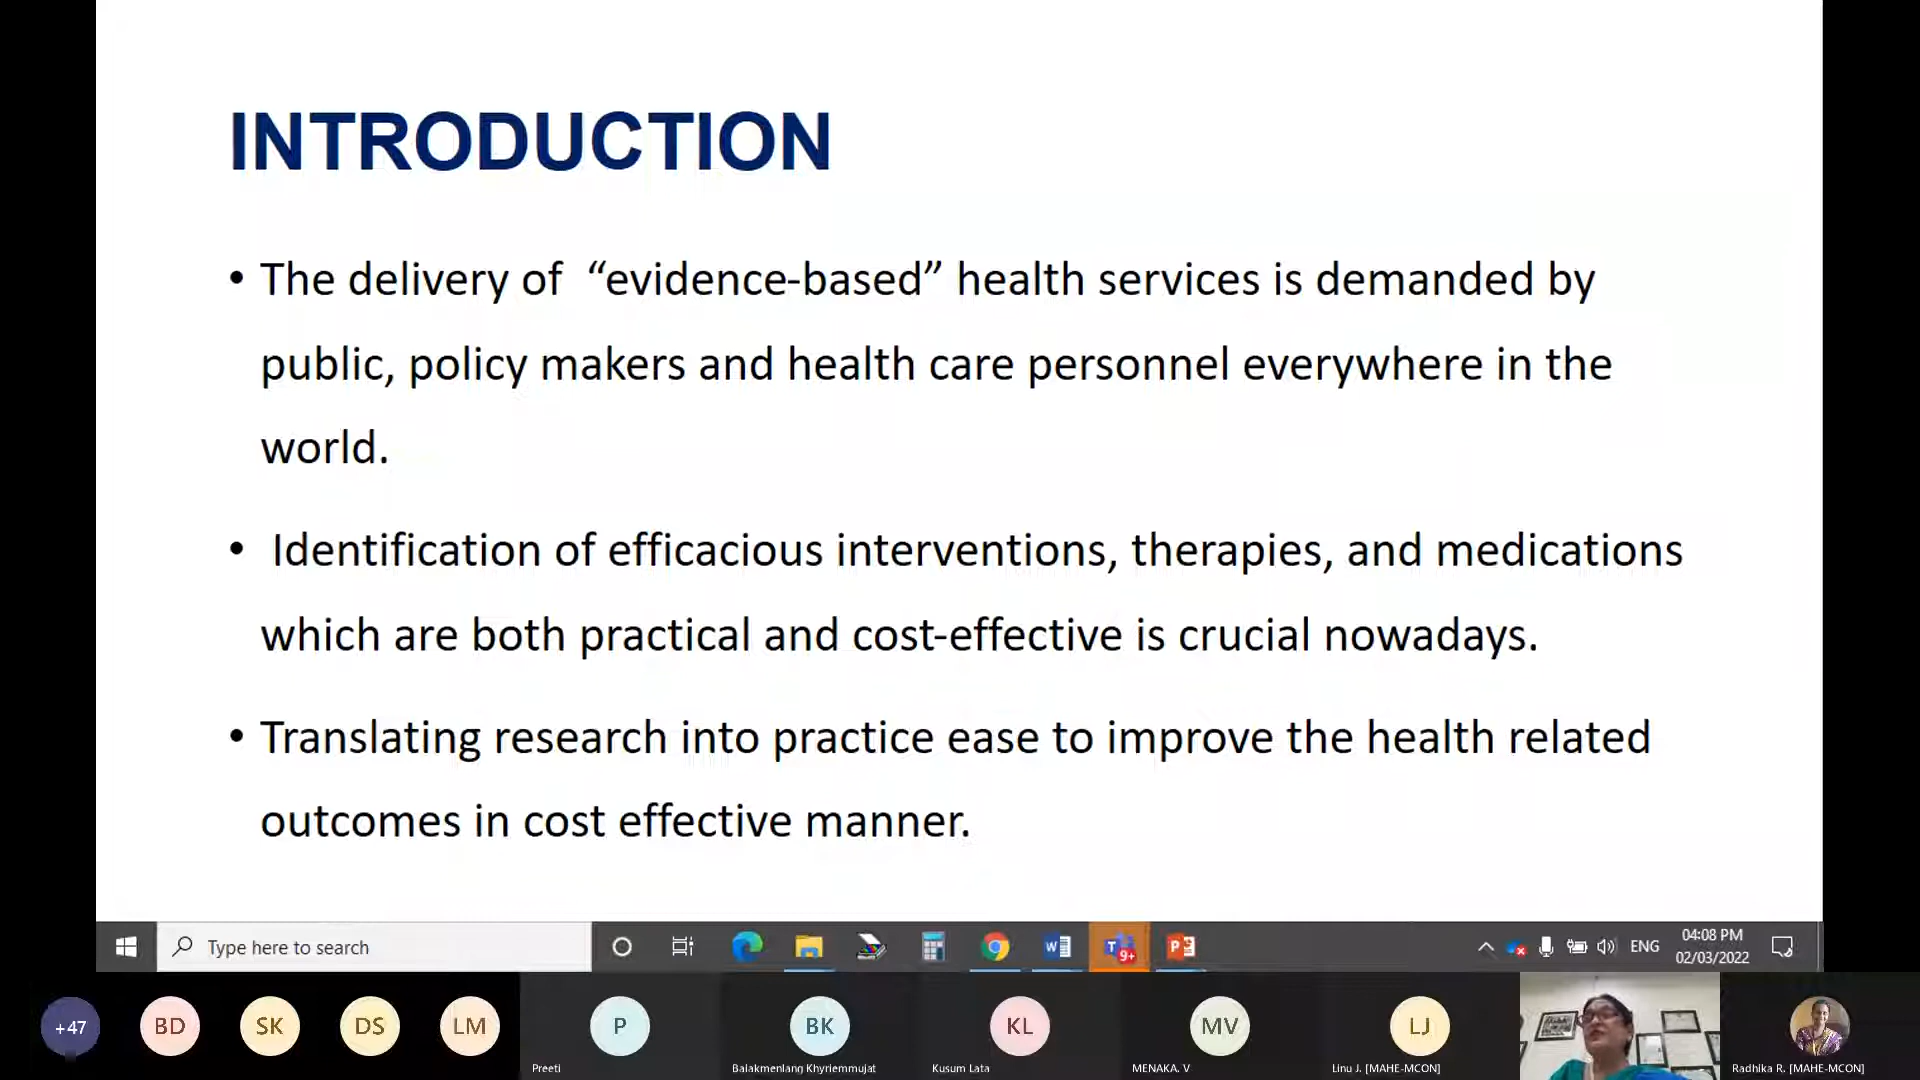 INTRODUCTION
• The delivery of “evidence-based” health services is demanded by
public, policy makers and health care personnel everywhere in the
world.
• Identification of efficacious interventions, therapies, and medications
which are both practical and cost-effective is crucial nowadays.
• Translating research into practice ease to improve the health related
outcomes in cost effective manner.
Type here to search
9+
ENG
04:08 PM
02/03/2022
+47
BD
SK
DS
LM
P
BK
KL
MV
LJ
Preeti
Balakmenlang Khyriemmujat
Kusum Lata
MENAKA. V
Linu J. [MAHE-MCON]
Radhika R. [MAHE-MCON]